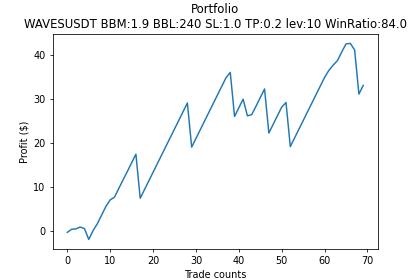 Portfolio
WAVESUSDT BBM:1.9 BBL:240 SL:1.0 TP:0.2 lev:10 WinRatio:84.0
Profit ($)
40
30
20
10
0
0 10 20 30 40 50 60 70
Trade counts